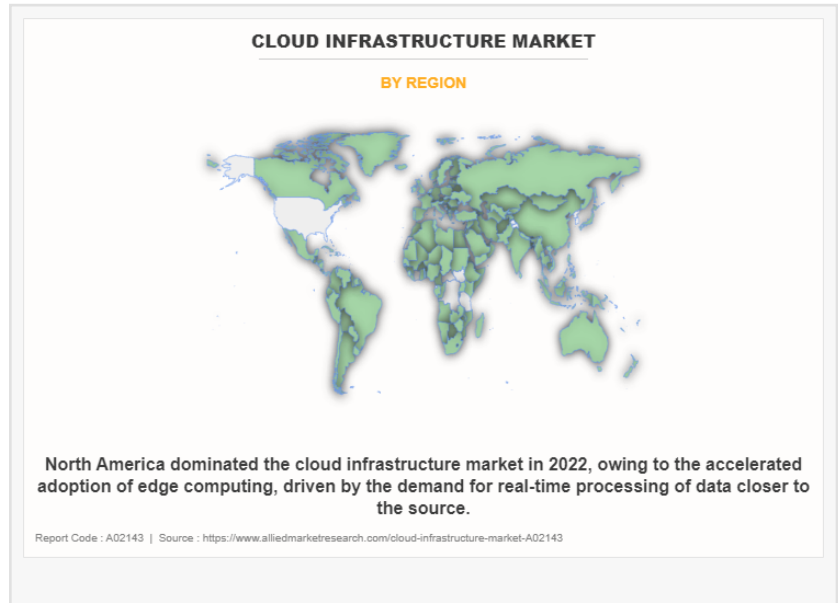 CLOUD INFRASTRUCTURE MARKET
BY REGION
North America dominated the cloud infrastructure market in 2022, owing to the accelerated
adoption of edge computing, driven by the demand for real-time processing of data closer to
the source.
Report Code : A02143 | Source : https://www.alliedmarketresearch.com/cloud-infrastructure-market-A02143